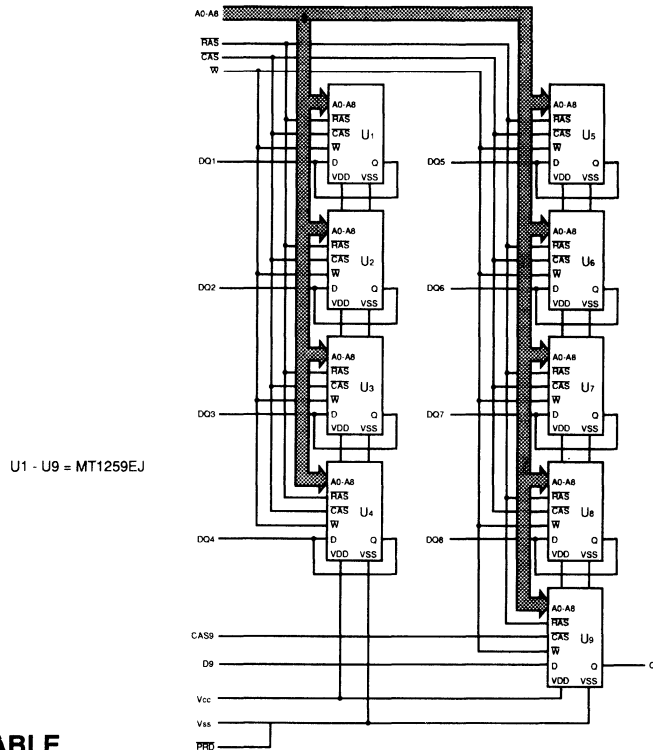 A0-A8
RAS
CAS
W
A0-A8
RAS
CAS
W
D Q
VDD VSS
U1
DQ1
A0-A8
RAS
CAS
W
D Q
VDD VSS
U2
DQ2
A0-A8
RAS
CAS
W
D Q
VDD VSS
U3
DQ3
A0-A8
RAS
CAS
W
D Q
VDD VSS
U4
DQ4
A0-A8
RAS
CAS
W
D Q
VDD VSS
U5
DQ5
A0-A8
RAS
CAS
W
D Q
VDD VSS
U6
DQ6
A0-A8
RAS
CAS
W
D Q
VDD VSS
U7
DQ7
A0-A8
RAS
CAS
W
D Q
VDD VSS
U8
DQ8
A0-A8
RAS
CAS
W
D Q
VDD VSS
U9
CAS9
D9
Vcc
Vss
PRD
U1 - U9 = MT1259EJ